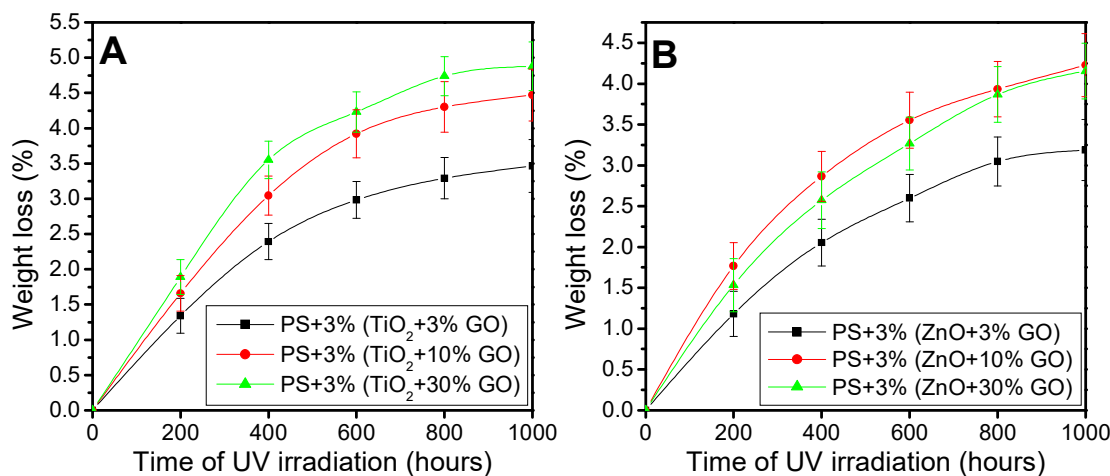 A
Weight loss (%)
5.5
5.0
4.5
4.0
3.5
3.0
2.5
2.0
1.5
1.0
0.5
0.0
PS+3% (TiO₂+3% GO)
PS+3% (TiO₂+10% GO)
PS+3% (TiO₂+30% GO)
0 200 400 600 800 1000
Time of UV irradiation (hours)
B
Weight loss (%)
4.5
4.0
3.5
3.0
2.5
2.0
1.5
1.0
0.5
0.0
PS+3% (ZnO+3% GO)
PS+3% (ZnO+10% GO)
PS+3% (ZnO+30% GO)
0 200 400 600 800 1000
Time of UV irradiation (hours)